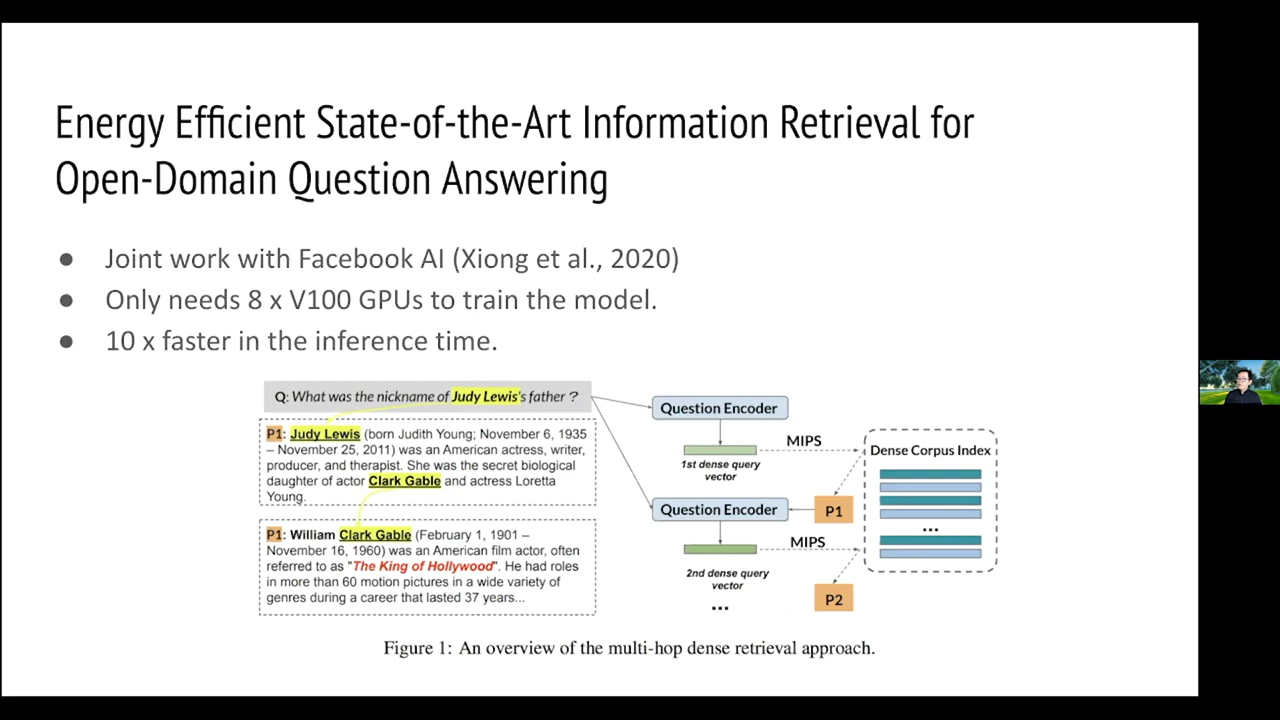 Energy Efficient State-of-the-Art Information Retrieval for
Open-Domain Question Answering
● Joint work with Facebook AI (Xiong et al., 2020)
● Only needs 8 x V100 GPUs to train the model.
● 10 x faster in the inference time.
Q: What was the nickname of Judy Lewis's father ?
P1: Judy Lewis (born Judith Young; November 6, 1935
– November 25, 2011) was an American actress, writer,
producer, and therapist. She was the secret biological
daughter of actor Clark Gable and actress Loretta
Young.
P1: William Clark Gable (February 1, 1901 –
November 16, 1960) was an American film actor, often
referred to as "The King of Hollywood". He had roles
in more than 60 motion pictures in a wide variety of
genres during a career that lasted 37 years...
Question Encoder
MIPS
1st dense query
vector
Dense Corpus Index
...
Question Encoder
P1
MIPS
2nd dense query
vector
...
P2
Figure 1: An overview of the multi-hop dense retrieval approach.